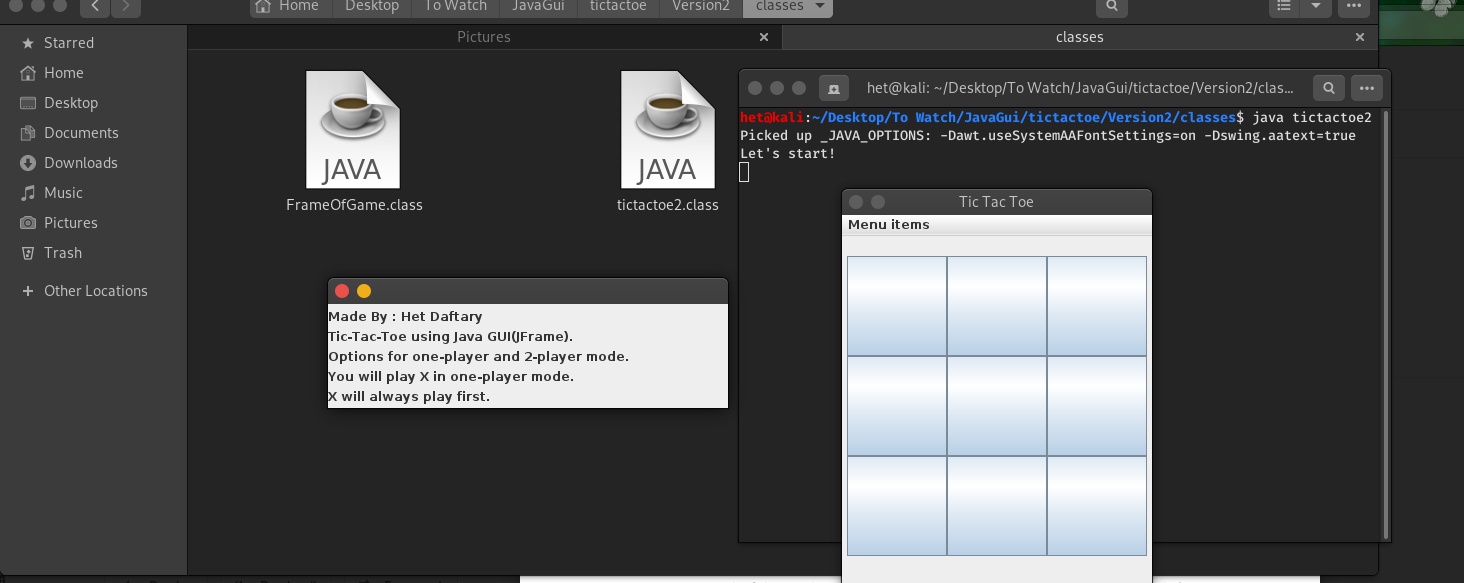 Home Desktop To Watch JavaGui tictactoe Version2 classes
Starred
Home
Desktop
Documents
Downloads
Music
Pictures
Trash
Other Locations
Pictures
classes
JAVA
FrameOfGame.class
JAVA
tictactoe2.class
Made By : Het Daftary
Tic-Tac-Toe using Java GUI(JFrame).
Options for one-player and 2-player mode.
You will play X in one-player mode.
X will always play first.
het@kali: ~/Desktop/To Watch/JavaGui/tictactoe/Version2/clas...
het@kali:~/Desktop/To Watch/JavaGui/tictactoe/Version2/classes$ java tictactoe2
Picked up _JAVA_OPTIONS: -Dawt.useSystemAAFontSettings=on -Dswing.aatext=true
Let's start!
Tic Tac Toe
Menu items